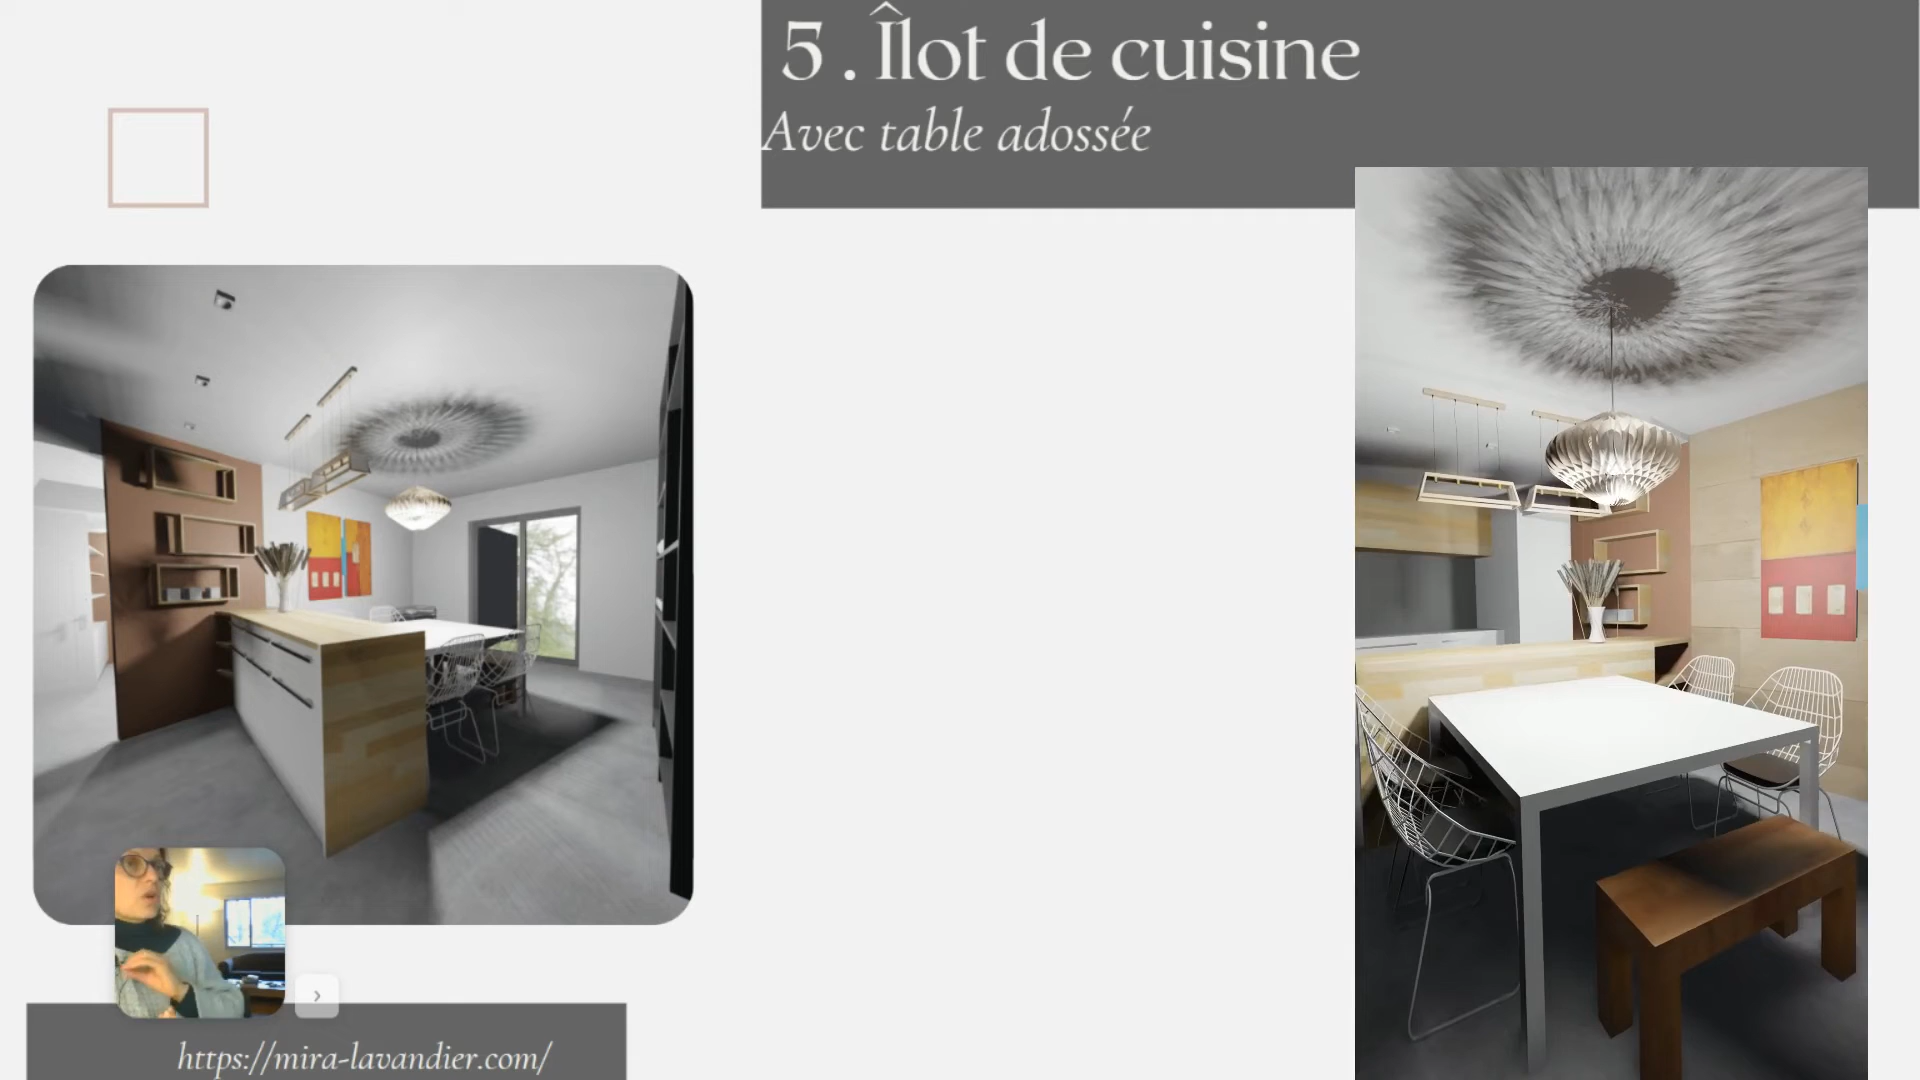 5 . Îlot de cuisine
Avec table adossée
https://mira-lavandier.com/